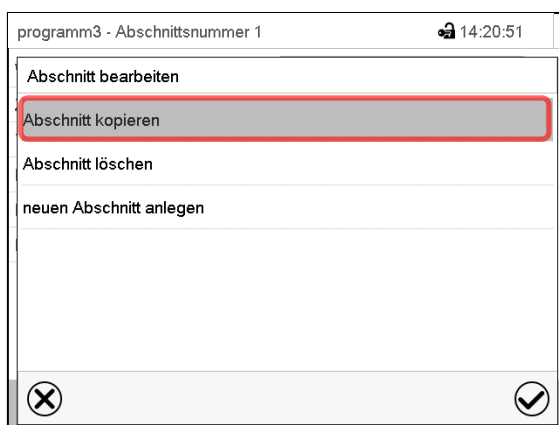 programm3 - Abschnittsnummer 1 14:20:51
Abschnitt bearbeiten
Abschnitt kopieren
Abschnitt löschen
neuen Abschnitt anlegen